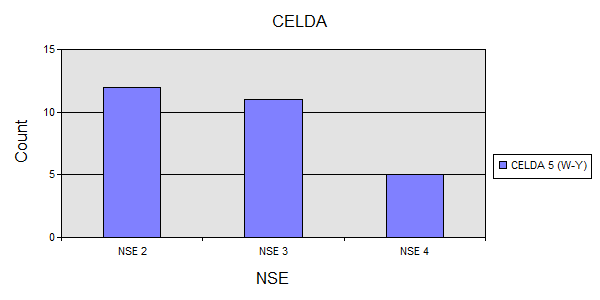 CELDA
15
10
5
0
Count
NSE 2
NSE 3
NSE 4
NSE
CELDA 5 (W-Y)